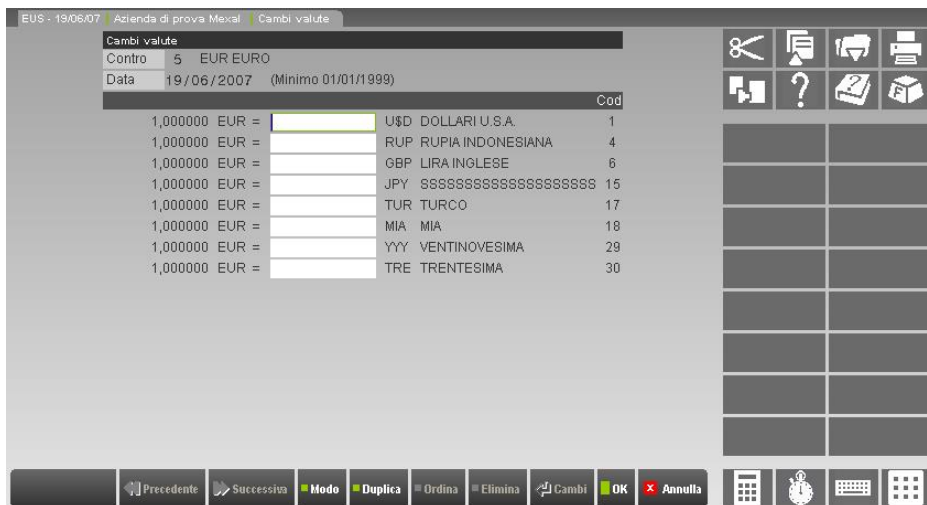 EUS - 19/06/07 Azienda di prova Mexal Cambi valute
Cambi valute
Contro 5 EUR EURO
Data 19/06/2007 (Minimo 01/01/1999)
Cod
1,000000 EUR = U$D DOLLARI U.S.A. 1
1,000000 EUR = RUP RUPIA INDONESIANA 4
1,000000 EUR = GBP LIRA INGLESE 6
1,000000 EUR = JPY SSSSSSSSSSSSSSSSSSSS 15
1,000000 EUR = TUR TURCO 17
1,000000 EUR = MIA MIA 18
1,000000 EUR = YYY VENTINOVESIMA 29
1,000000 EUR = TRE TRENTESIMA 30
Precedente Successiva Modo Duplica Ordina Elimina Cambi OK X Annulla
? ? F